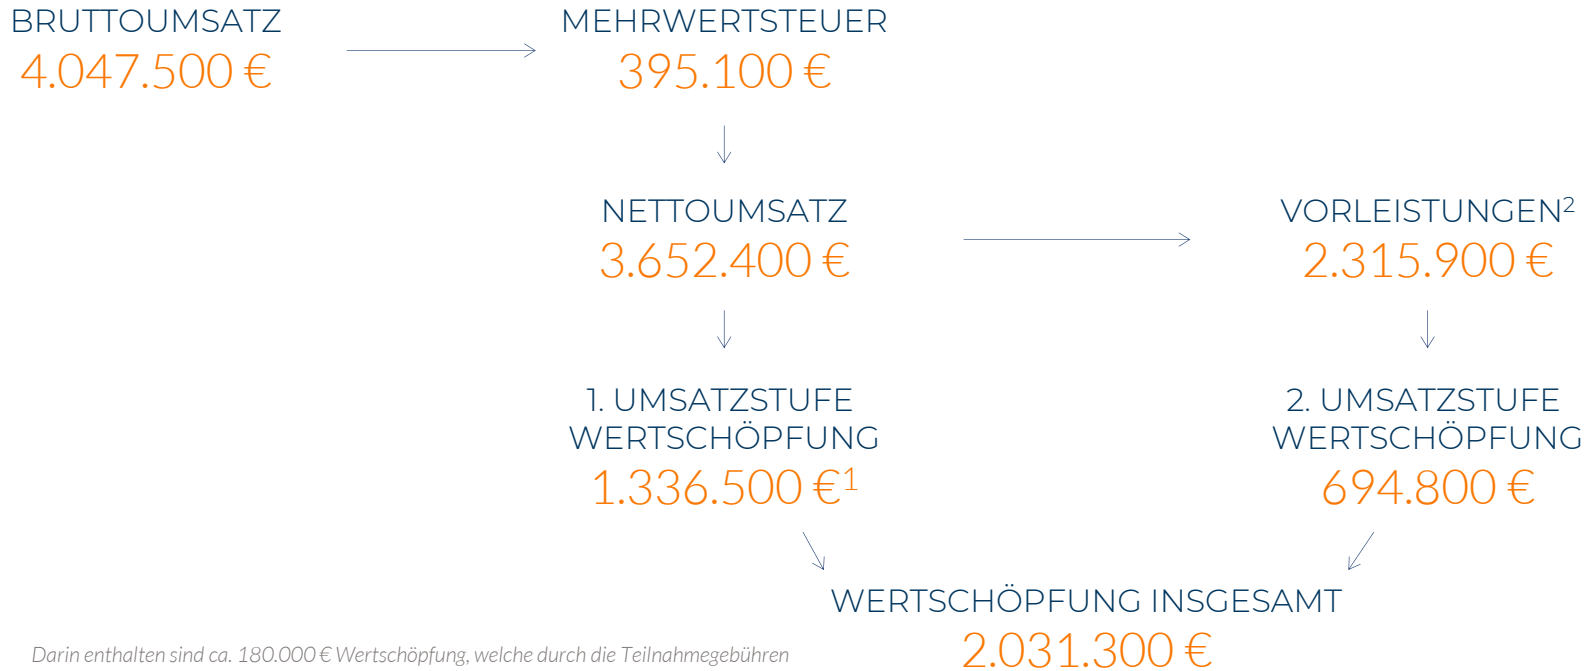 BRUTTOUMSATZ
4.047.500 €
MEHRWERTSTEUER
395.100 €
NETTOUMSATZ
3.652.400 €
VORLEISTUNGEN²
2.315.900 €
1. UMSATZSTUFE
WERTSCHÖPFUNG
1.336.500 €¹
2. UMSATZSTUFE
WERTSCHÖPFUNG
694.800 €
WERTSCHÖPFUNG INSGESAMT
2.031.300 €
Darin enthalten sind ca. 180.000 € Wertschöpfung, welche durch die Teilnahmegebühren